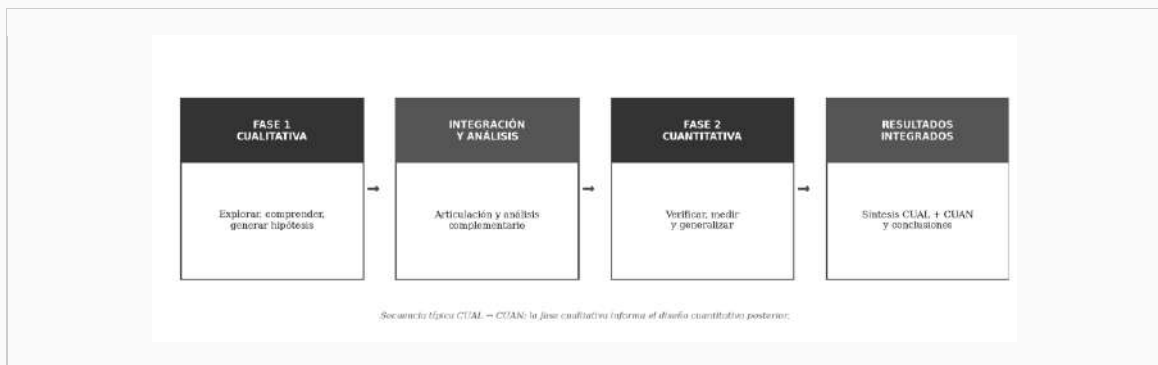 FASE 1
CUALITATIVA
Explorar, comprender,
generar hipótesis
→
INTEGRACIÓN
Y ANÁLISIS
Articulación y análisis
complementario
→
FASE 2
CUANTITATIVA
Verificar, medir
y generalizar
→
RESULTADOS
INTEGRADOS
Síntesis CUAL + CUAN
y conclusiones
Secuencia típica CUAL → CUAN: la fase cualitativa informa el diseño cuantitativo posterior.